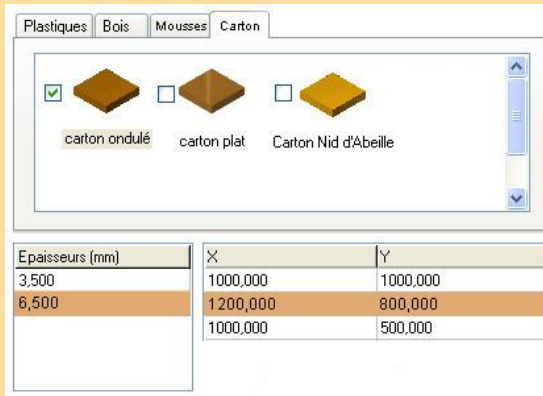 Plastiques Bois Mousses Carton
carton ondulé carton plat Carton Nid d'Abeille
Epaisseurs (mm) X Y
3,500 1000,000 1000,000
6,500 1200,000 800,000
1000,000 500,000